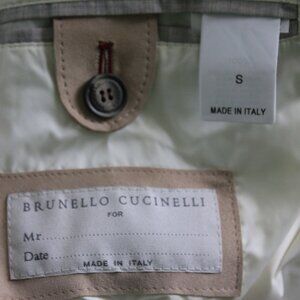 S
MADE IN ITALY
BRUNELLO CUCINELLI
FOR
Mr.
Date
MADE IN ITALY